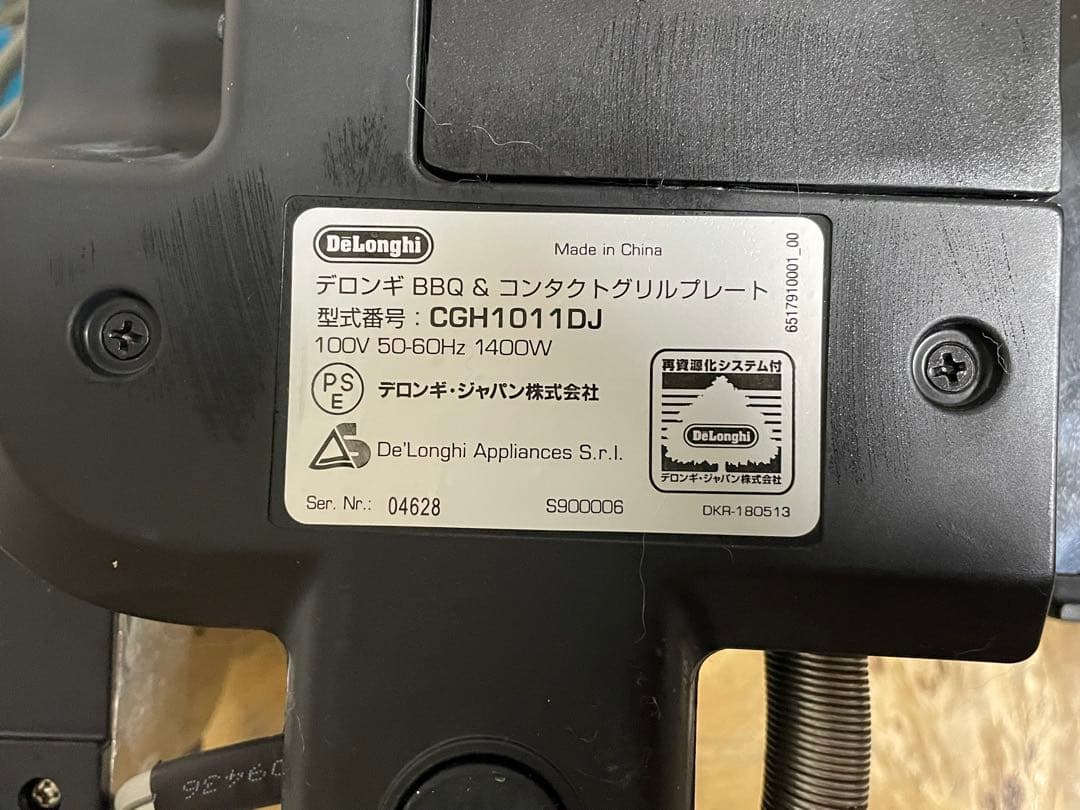 DeLonghi
Made in China
6517910001_00
デロンギ BBQ & コンタクトグリルプレート
型式番号 : CGH1011DJ
100V 50-60Hz 1400W
PSE デロンギ・ジャパン株式会社
De'Longhi Appliances S.r.l.
再資源化システム付
DeLonghi
デロンギ・ジャパン株式会社
Ser. Nr.: 04628
S900006
DKR-180513